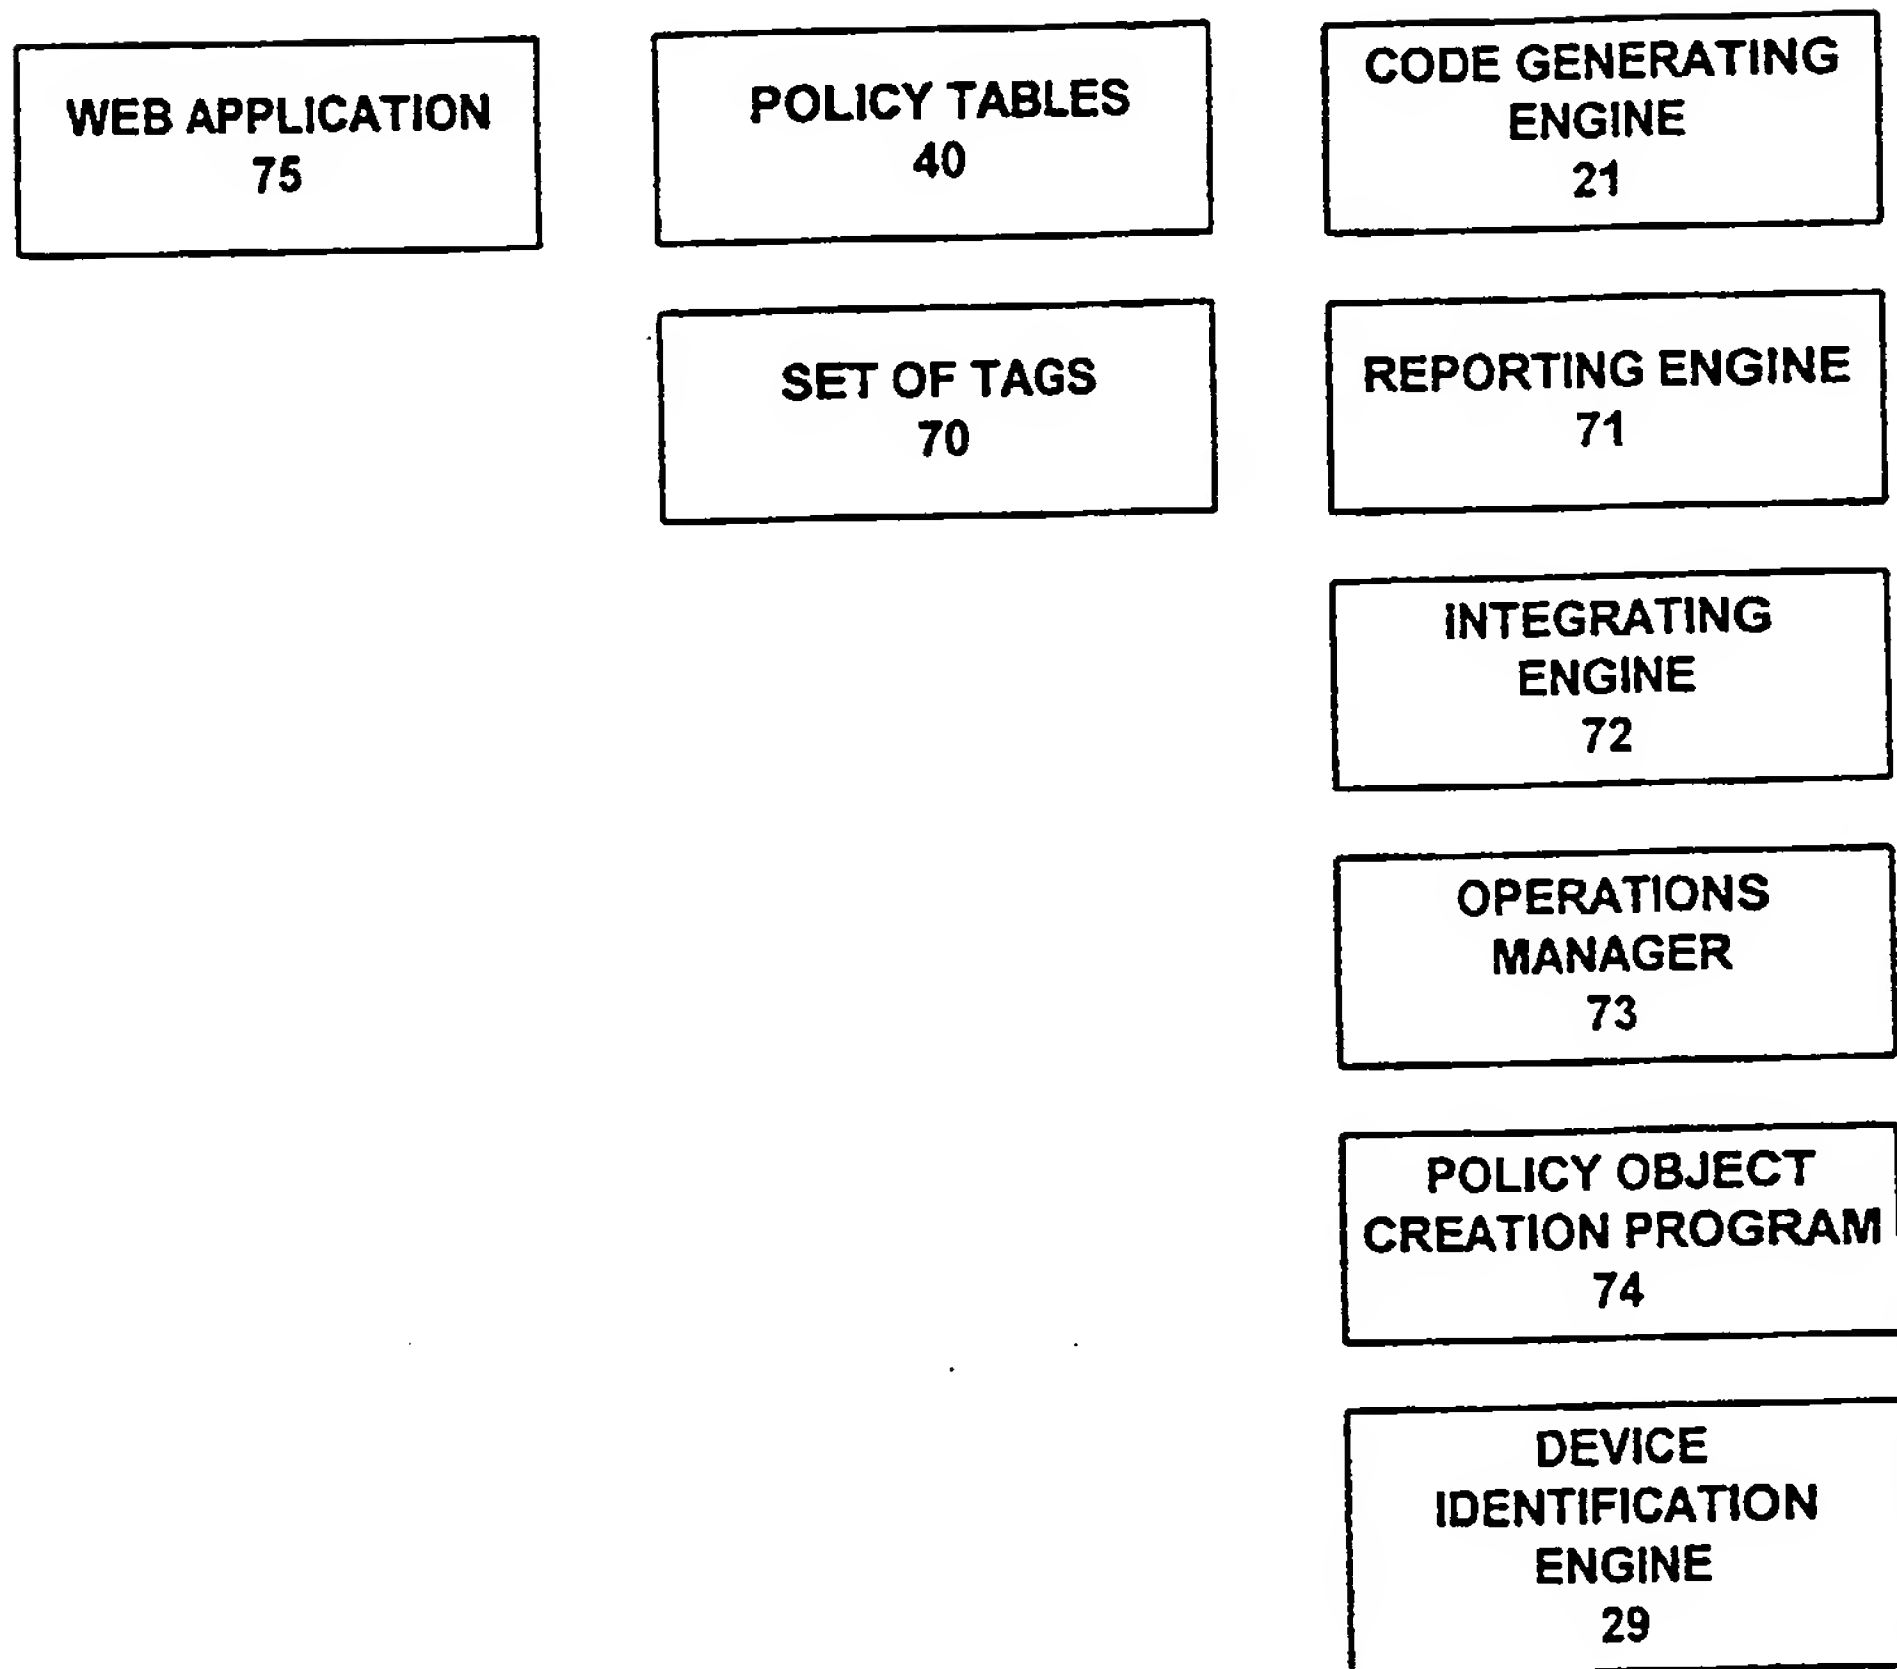 WEB APPLICATION
75
POLICY TABLES
40
CODE GENERATING
ENGINE
21
SET OF TAGS
70
REPORTING ENGINE
71
INTEGRATING
ENGINE
72
OPERATIONS
MANAGER
73
POLICY OBJECT
CREATION PROGRAM
74
DEVICE
IDENTIFICATION
ENGINE
29